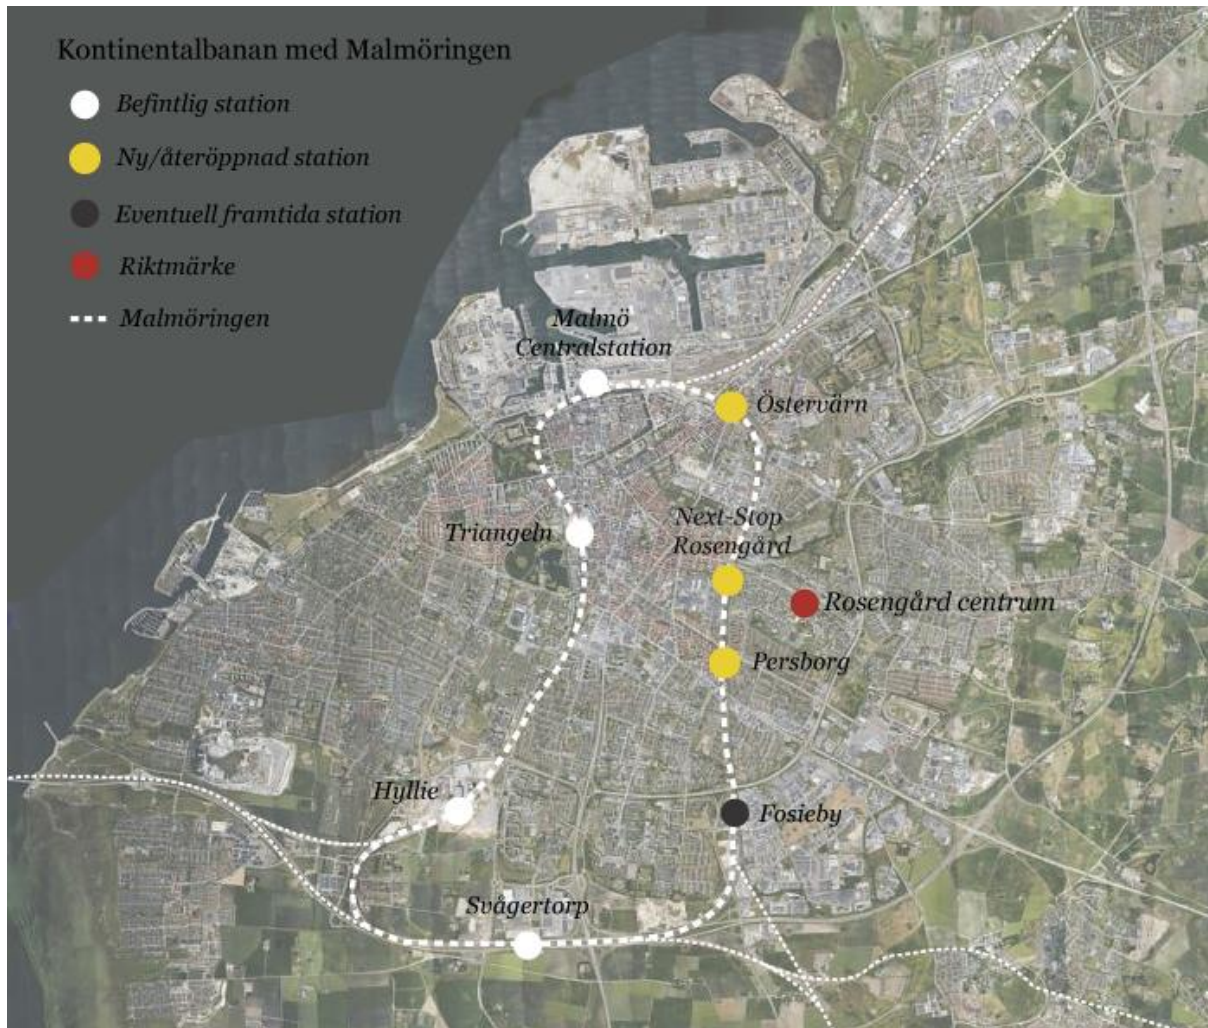 Kontinentalbanan med Malmöringen
Befintlig station
Ny/återöppnad station
Eventuell framtida station
Riktmärke
Malmöringen
Malmö
Centralstation
Östervärn
Triangeln
Next-Stop
Rosengård
Rosengård centrum
Persborg
Hyllie
Fosieby
Svågertorp